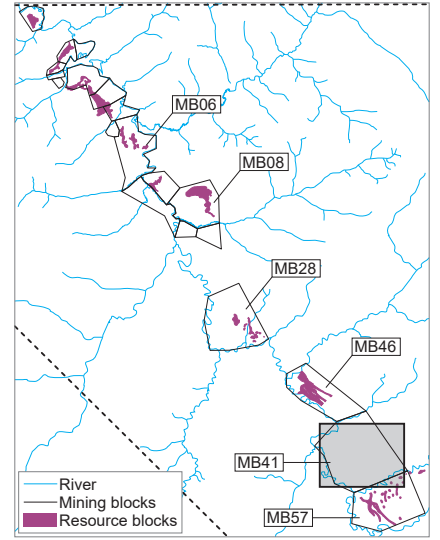 MB06
MB08
MB28
MB46
MB41
MB57
River
Mining blocks
Resource blocks